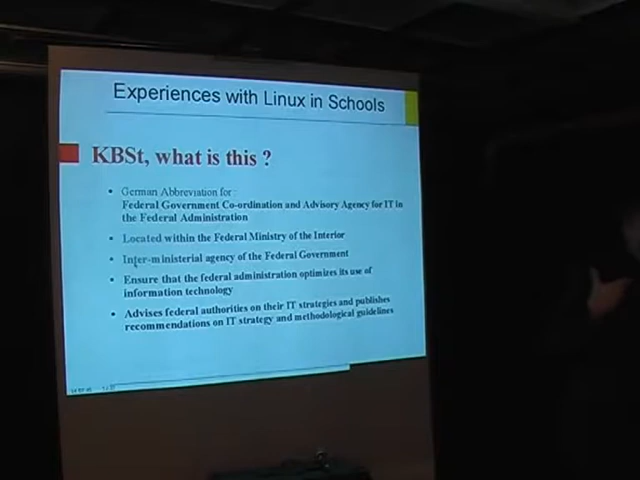 Experiences with Linux in Schools
KBSt, what is this ?
• German Abbreviation for :
Federal Government Co-ordination and Advisory Agency for IT in
the Federal Administration
• Located within the Federal Ministry of the Interior
• Inter-ministerial agency of the Federal Government
• Ensure that the federal administration optimizes its use of
information technology
• Advises federal authorities on their IT strategies and publishes
recommendations on IT strategy and methodological guidelines